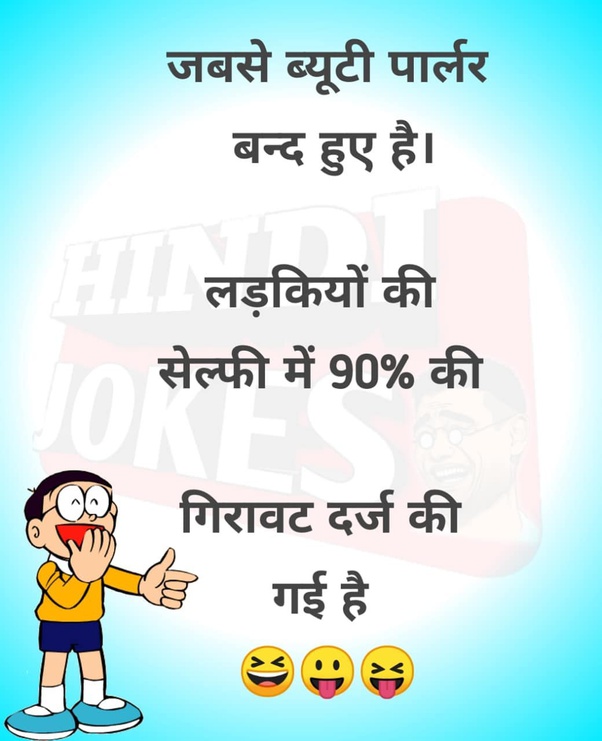 जबसे ब्यूटी पार्लर
बन्द हुए है।
लड़कियों की
सेल्फी में 90% की
गिरावट दर्ज की
गई है
HINDI
JOKES